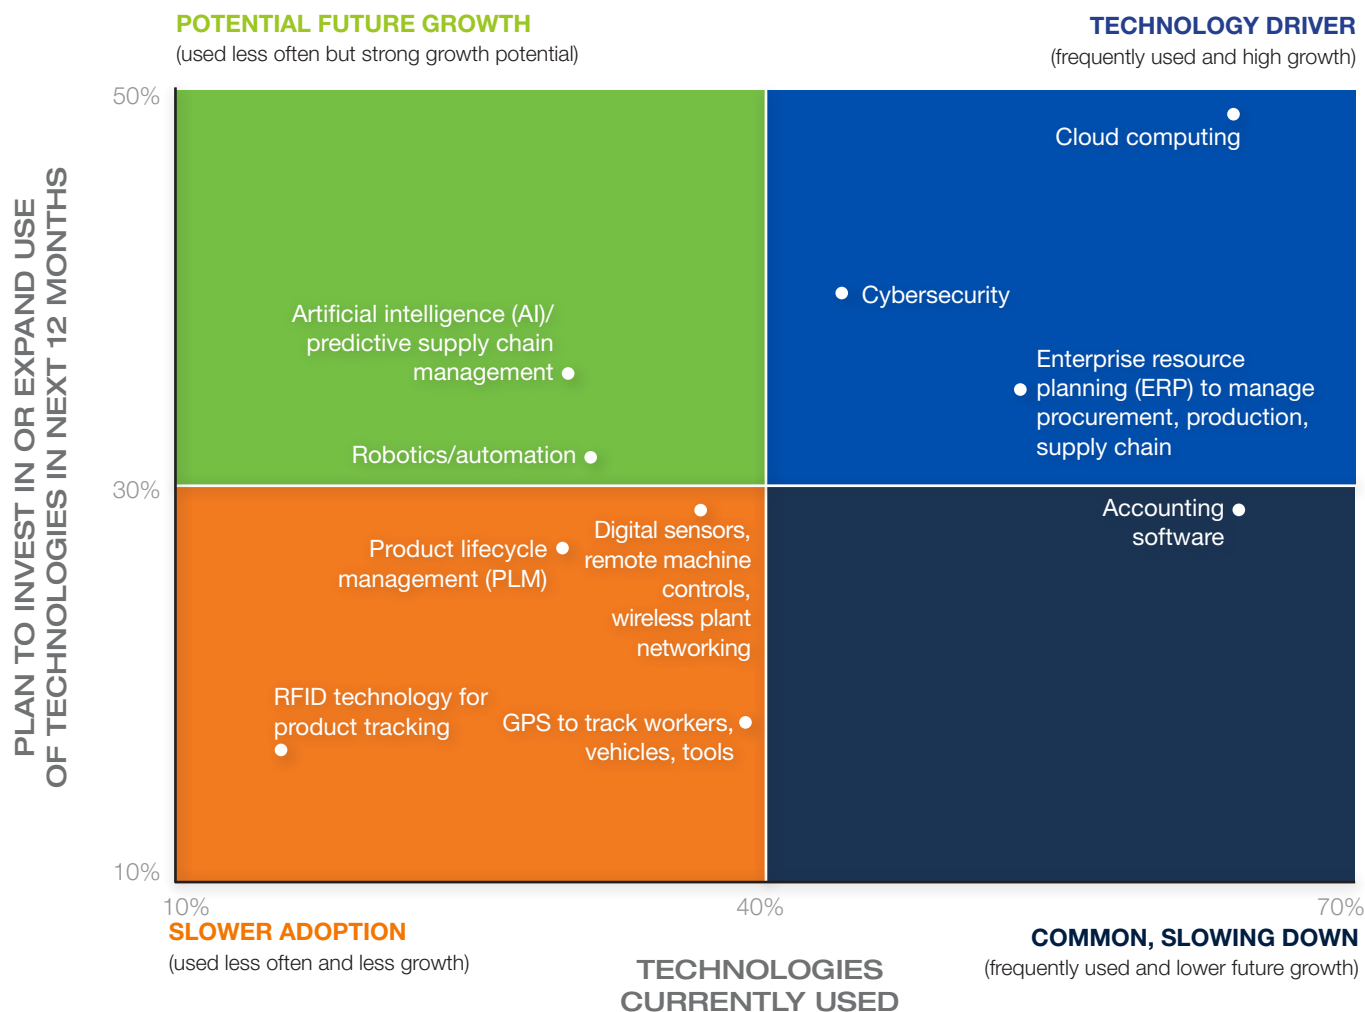 POTENTIAL FUTURE GROWTH
(used less often but strong growth potential)
TECHNOLOGY DRIVER
(frequently used and high growth)
PLAN TO INVEST IN OR EXPAND USE
OF TECHNOLOGIES IN NEXT 12 MONTHS
50%
30%
10%
Cloud computing
Cybersecurity
Artificial intelligence (AI)/
predictive supply chain
management
Enterprise resource
planning (ERP) to manage
procurement, production,
supply chain
Robotics/automation
Accounting
software
Digital sensors,
remote machine
controls,
wireless plant
networking
Product lifecycle
management (PLM)
RFID technology for
product tracking
GPS to track workers,
vehicles, tools
10%
40%
70%
SLOWER ADOPTION
(used less often and less growth)
TECHNOLOGIES
CURRENTLY USED
COMMON, SLOWING DOWN
(frequently used and lower future growth)